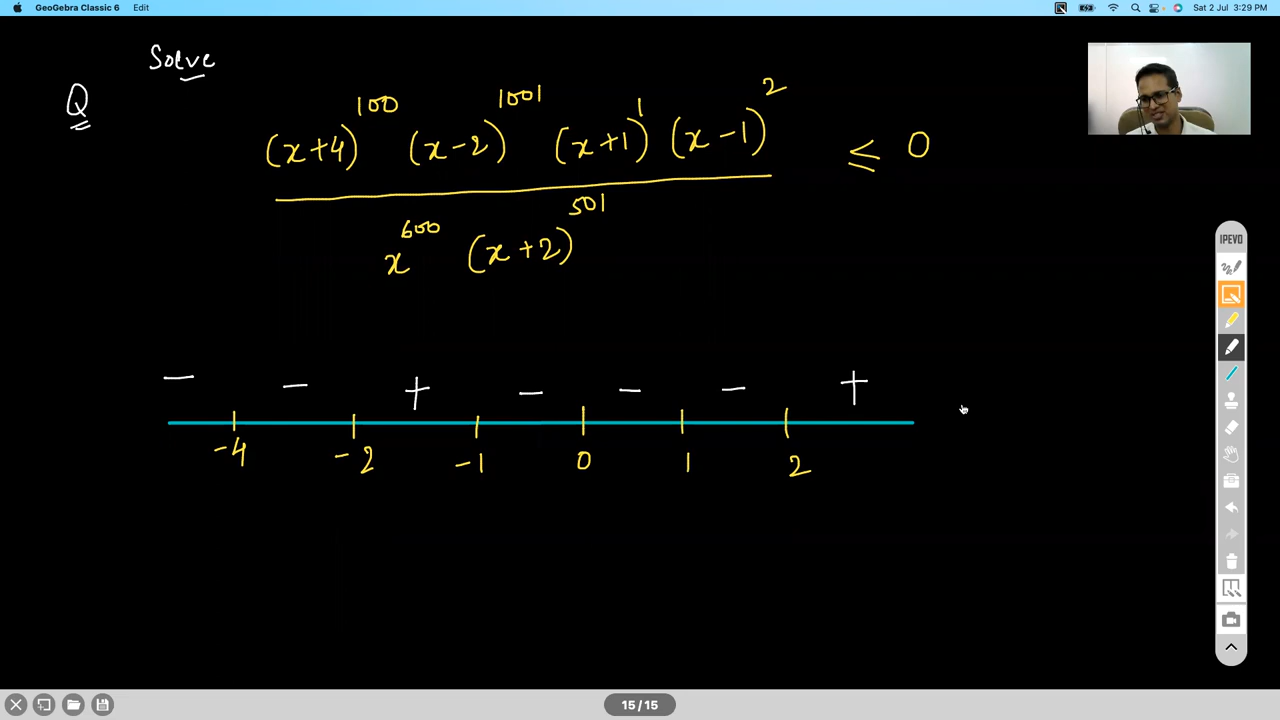 GeoGebra Classic 6 Edit Sat 2 Jul 3:29 PM
Solve
Q
(x+4)^100 (x-2)^1001 (x+1)^1 (x-1)^2 ≤ 0
x^600 (x+2)^501
IPEVO
− − + − − − +
-4 -2 -1 0 1 2
15/15